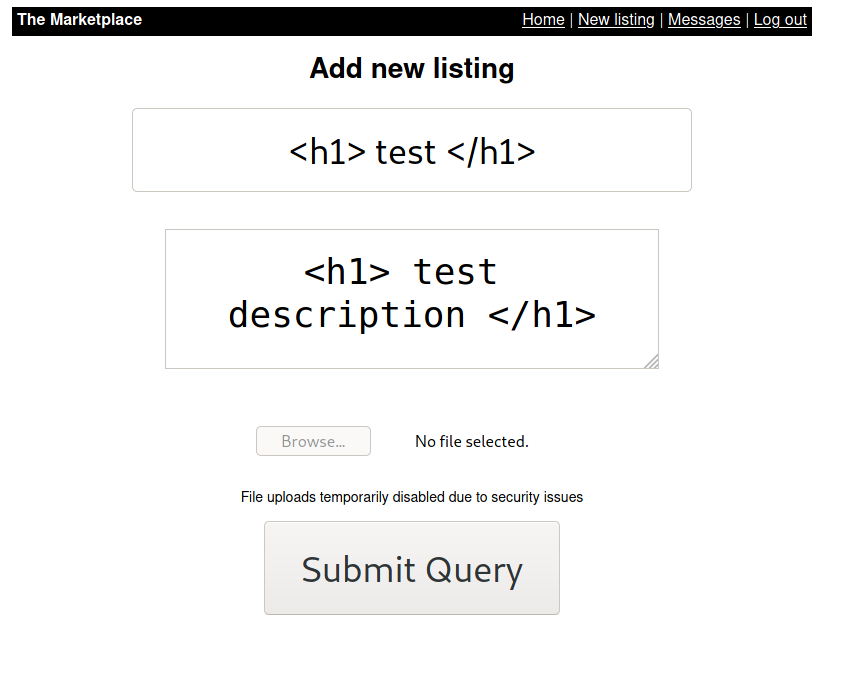 The Marketplace
Home | New listing | Messages | Log out
Add new listing
<h1> test </h1>
<h1> test
description </h1>
Browse... No file selected.
File uploads temporarily disabled due to security issues
Submit Query